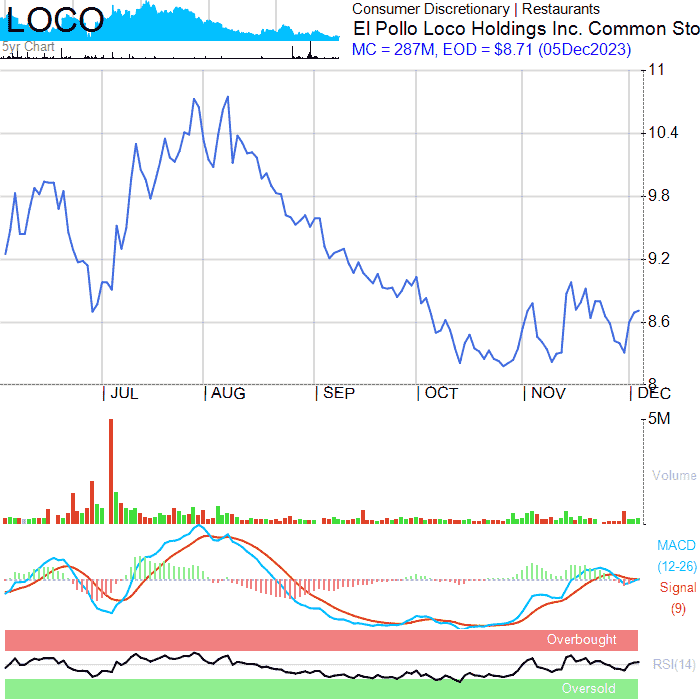 LOCO
5yr Chart
Consumer Discretionary | Restaurants
El Pollo Loco Holdings Inc. Common Sto
MC = 287M, EOD = $8.71 (05Dec2023)
11
10.4
9.8
9.2
8.6
8
| JUL | AUG | SEP | OCT | NOV | DEC
5M
Volume
MACD
(12-26)
Signal
(9)
Overbought
RSI(14)
Oversold